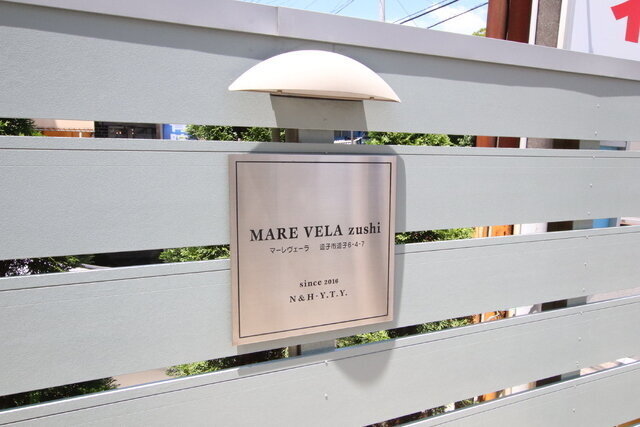 MARE VELA zushi
マーレヴェーラ 逗子市逗子6-4-7
since 2016
N & H · Y.T.Y.